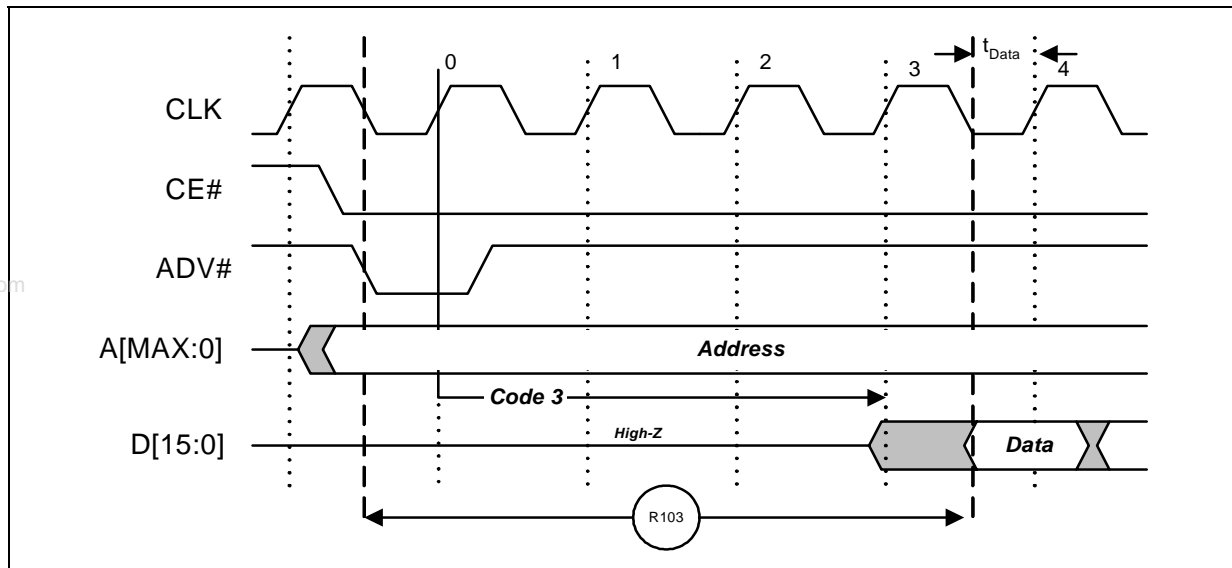 0 1 2 3 4
tData
CLK
CE#
ADV#
om
A[MAX:0]
Address
Code 3
D[15:0]
High-Z
Data
R103